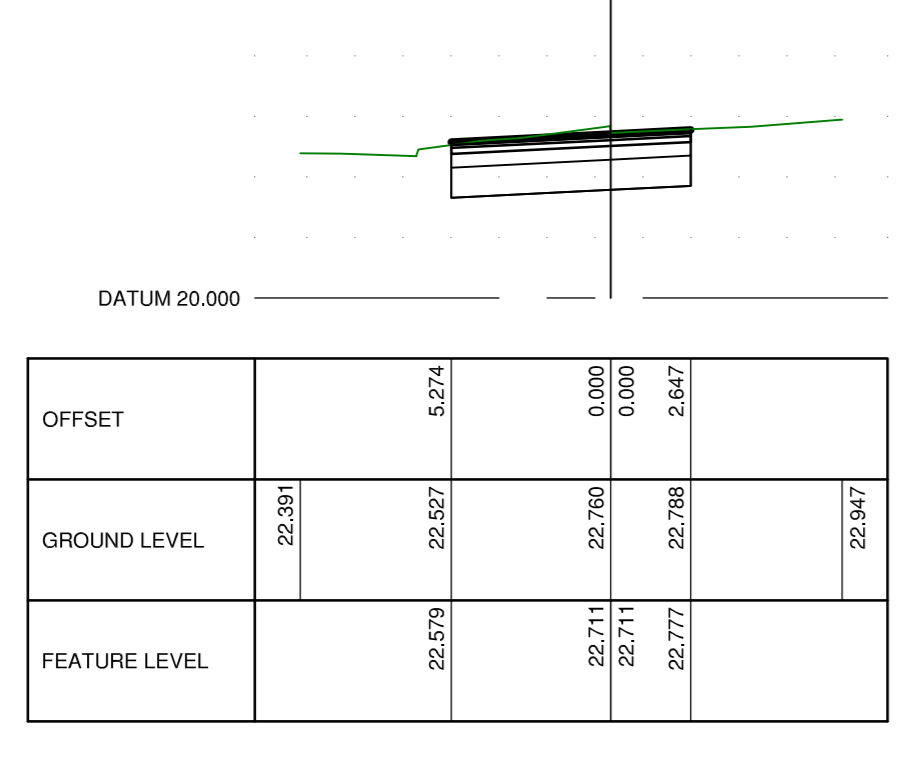 DATUM 20.000
OFFSET 5.274 0.000 0.000 2.647
GROUND LEVEL 22.391 22.527 22.760 22.788 22.947
FEATURE LEVEL 22.579 22.711 22.711 22.777